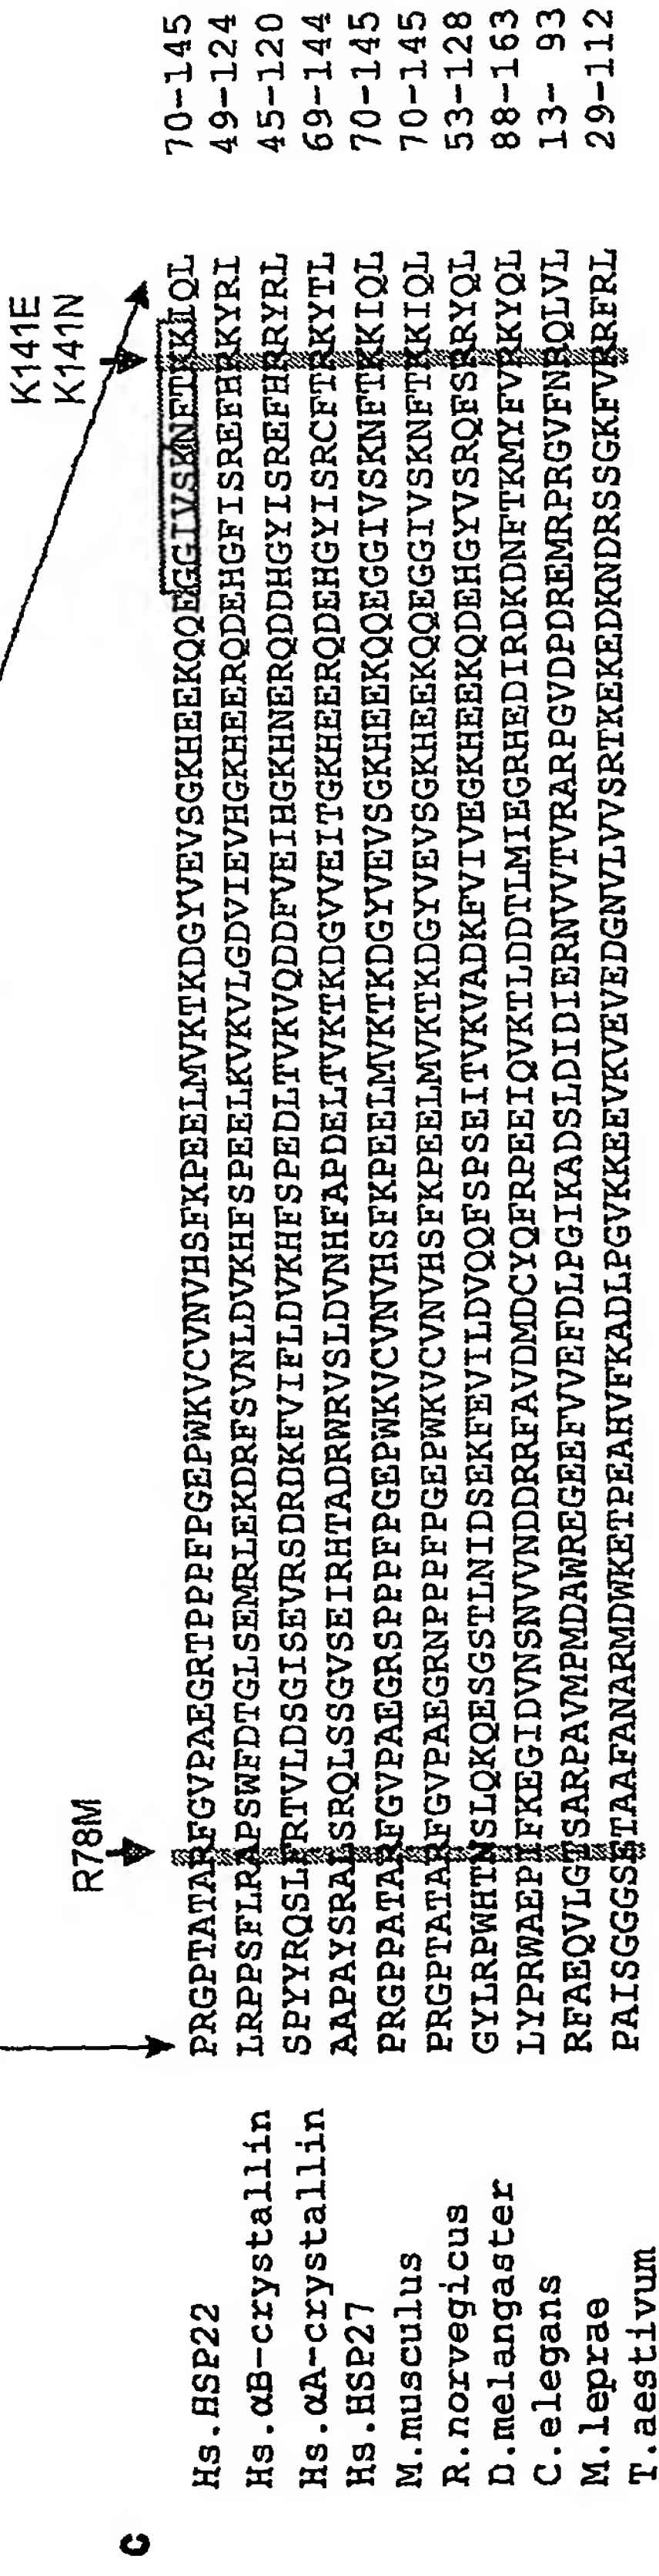 c
R78M
K141E
K141N
Hs.HSP22 PRGPTATARFGVPAEGRTPPPFPGEPWKVCVNVHSFKPEELMVKTKDGYVEVSGKHEEKQQEGGIVSKNFTKKIQL 70-145
Hs.αB-crystallin LRPPSFLRAPSWFDTGLSEMRLEKDRFSVNLDVKHFSPEELKVKVLGDVIEVHGKHEERQDEHGFISREFHRKYRI 49-124
Hs.αA-crystallin SPYYRQSLFRTVLDSGISEVRSDRDKFVIFLDVKHFSPEDLTVKVQDDFVEIHGKHNERQDDHGYISREFHRRYRL 45-120
Hs.HSP27 AAPAYSRALSRQLSSGVSEIRHTADRWRVSLDVNHFAPDELTVKTKDGVVEITGKHEERQDEHGYISRCFTRKYTL 69-144
M.musculus PRGPPATARFGVPAEGRSPPPFPGEPWKVCVNVHSFKPEELMVKTKDGYVEVSGKHEEKQQEGGIVSKNFTKKIQL 70-145
R.norvegicus PRGPTATARFGVPAEGRNPPPFPGEPWKVCVNVHSFKPEELMVKTKDGYVEVSGKHEEKQQEGGIVSKNFTKKIQL 70-145
D.melangaster GYLRPWHTNSLQKQESGSTLNIDSEKFEVILDVQQFSPSEITVKVADKFVIVEGKHEEKQDEHGYVSRQFSRRYQL 53-128
C.elegans LYPRWAEPIFKEGIDVNSNVVNDDRRFAVDMDCYQFRPEEIQVKTLDDTLMIEGRHEDIRDKDNFTKMYFVRKYQL 88-163
M.leprae RFAEQVLGTSARPAVMPMDAWREGEEFVVEFDLPGIKADSLDIDIERNVVTVRARPGVDPDREMRPRGVFNRQLVL 13- 93
T.aestivum PAISGGGSETAAFANARMDWKETPEAHVFKADLPGVKKEEVKVEVEDGNVLVVSRTKEKEDKNDRSSGKFVRRFRL 29-112